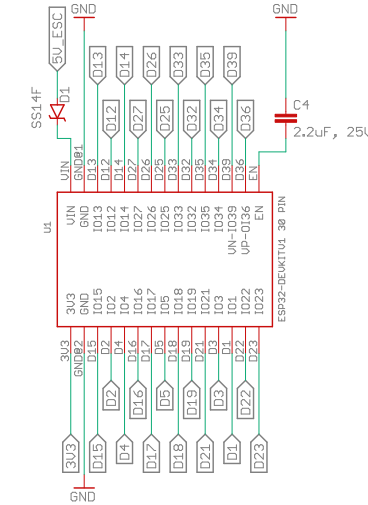 GND
GND
5V_ESC
D13
D14
D26
D33
D35
D39
SS14F
D1
D12
D27
D25
D32
D34
D36
C4
2.2uF, 25V
VIN
GND@1
D13
D12
D14
D27
D26
D25
D33
D32
D35
D34
D39
D36
EN
U1
VIN
GND
IO13
IO12
IO14
IO27
IO26
IO25
IO33
IO32
IO35
IO34
VN-IO39
VP-OI36
EN
ESP32-DEVKITV1 30 PIN
3V3
GND
IO15
IO2
IO4
IO16
IO17
IO5
IO18
IO19
IO21
IO3
IO1
IO22
IO23
3V3
GND@2
D15
D2
D4
D16
D17
D5
D18
D19
D21
D3
D1
D22
D23
D2
D16
D5
D19
D3
D22
3V3
D15
D4
D17
D18
D21
D1
D23
GND